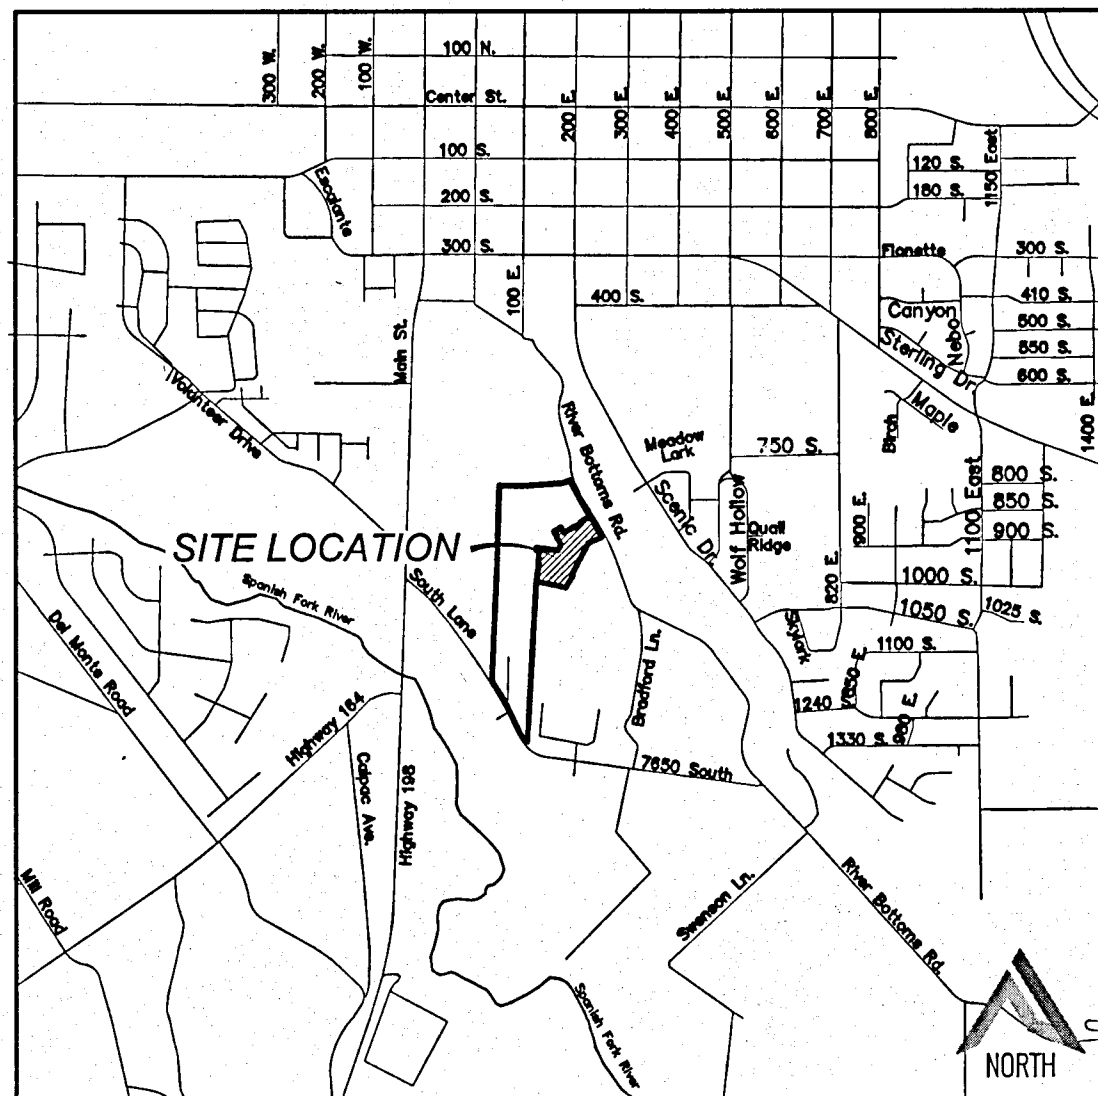 100 N.
300 W.
200 W.
100 W.
Center St.
200 E.
300 E.
400 E.
500 E.
600 E.
700 E.
800 E.
100 S.
120 S.
1150 East
Escalante
200 S.
180 S.
300 S.
Fionette
300 S.
100 E.
400 S.
410 S.
Canyon
500 S.
Nebo
Main St.
Sterling Dr.
550 S.
600 S.
Volunteer Drive
Maple
Birch
1400 E.
River Bottoms Rd.
Meadow
Lark
750 S.
1100 East
800 S.
Scenic Dr.
Wolf Hollow
850 S.
Quail
Ridge
900 E.
900 S.
SITE LOCATION
820 E.
1000 S.
Spanish Fork River
South Lane
1050 S.
1025 S.
Skylark
Del Monte Road
Bradford Ln.
1100 S.
850 E.
1240
Highway 164
980 E.
1330 S.
Calpac Ave.
Highway 198
7650 South
Mill Road
Swenson Ln.
River Bottoms Rd.
Spanish Fork River
NORTH